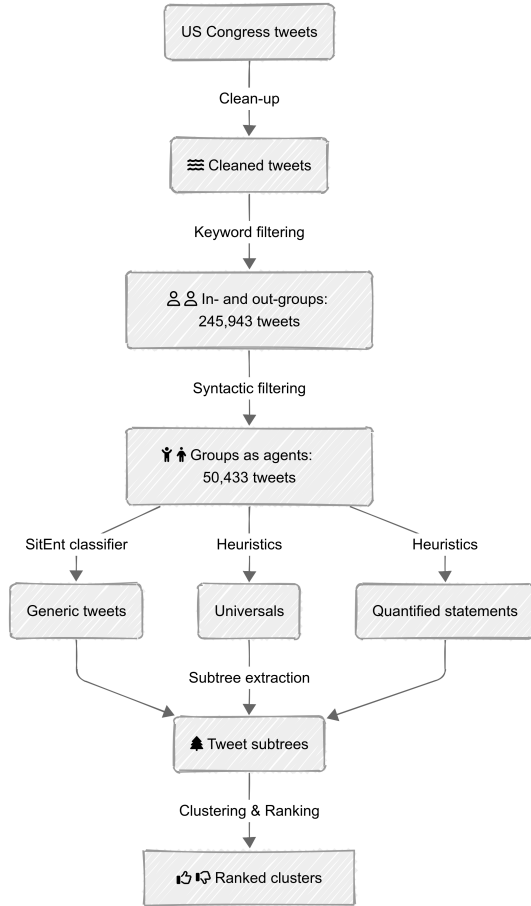 US Congress tweets
Clean-up
Cleaned tweets
Keyword filtering
In- and out-groups:
245,943 tweets
Syntactic filtering
Groups as agents:
50,433 tweets
SitEnt classifier
Heuristics
Heuristics
Generic tweets
Universals
Quantified statements
Subtree extraction
Tweet subtrees
Clustering & Ranking
Ranked clusters